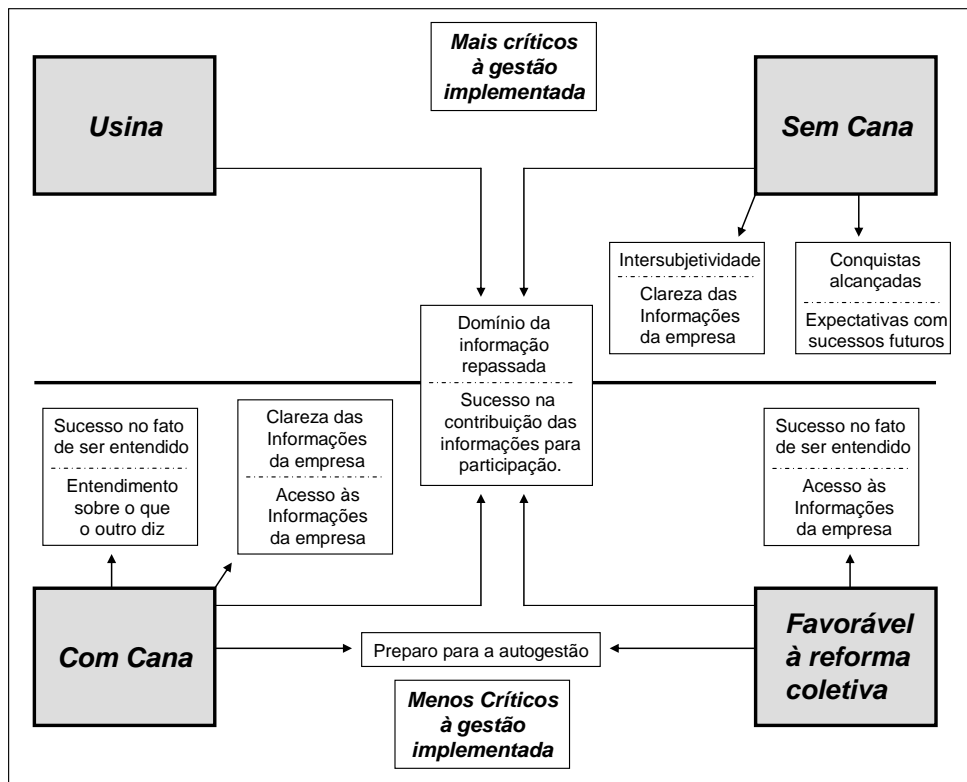 Mais críticos
à gestão
implementada
Usina
Sem Cana
Intersubjetividade
Clareza das
Informações
da empresa
Conquistas
alcançadas
Expectativas com
sucessos futuros
Domínio da
informação
repassada
Sucesso na
contribuição das
informações para
participação.
Sucesso no fato
de ser entendido
Entendimento
sobre o que
o outro diz
Clareza das
Informações
da empresa
Acesso às
Informações
da empresa
Sucesso no fato
de ser entendido
Acesso às
Informações
da empresa
Com Cana
Preparo para a autogestão
Favorável
à reforma
coletiva
Menos Críticos
à gestão
implementada